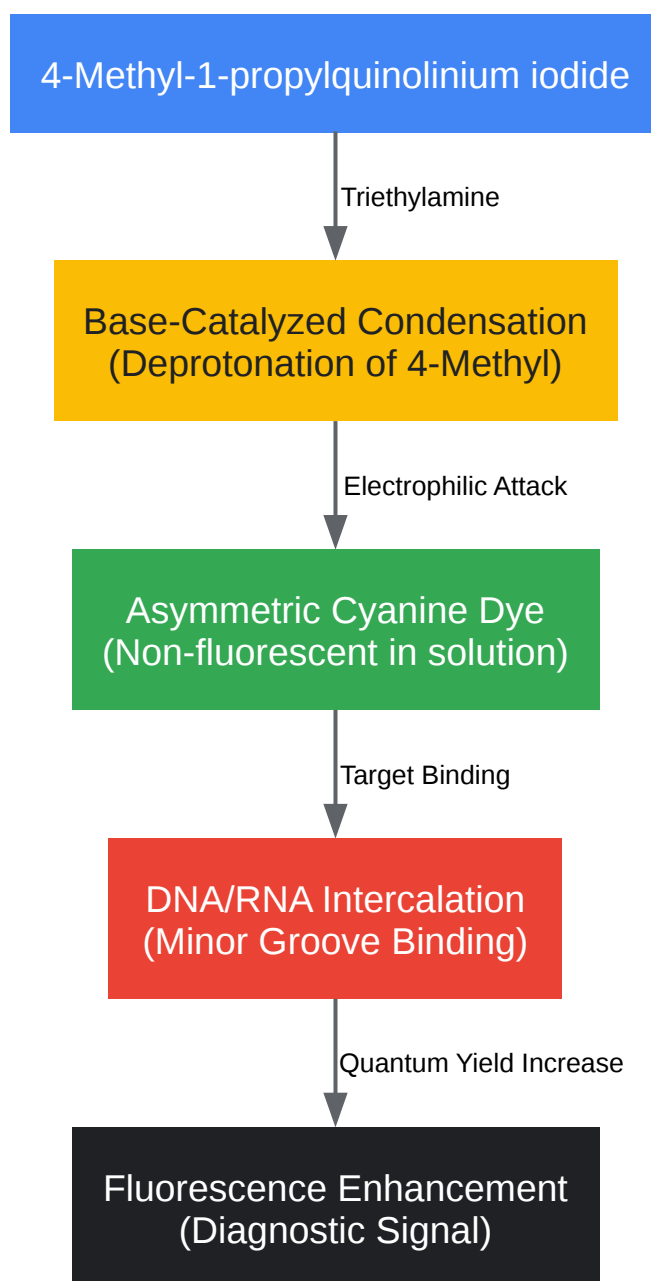 4-Methyl-1-propylquinolinium iodide
Triethylamine
Base-Catalyzed Condensation
(Deprotonation of 4-Methyl)
Electrophilic Attack
Asymmetric Cyanine Dye
(Non-fluorescent in solution)
Target Binding
DNA/RNA Intercalation
(Minor Groove Binding)
Quantum Yield Increase
Fluorescence Enhancement
(Diagnostic Signal)